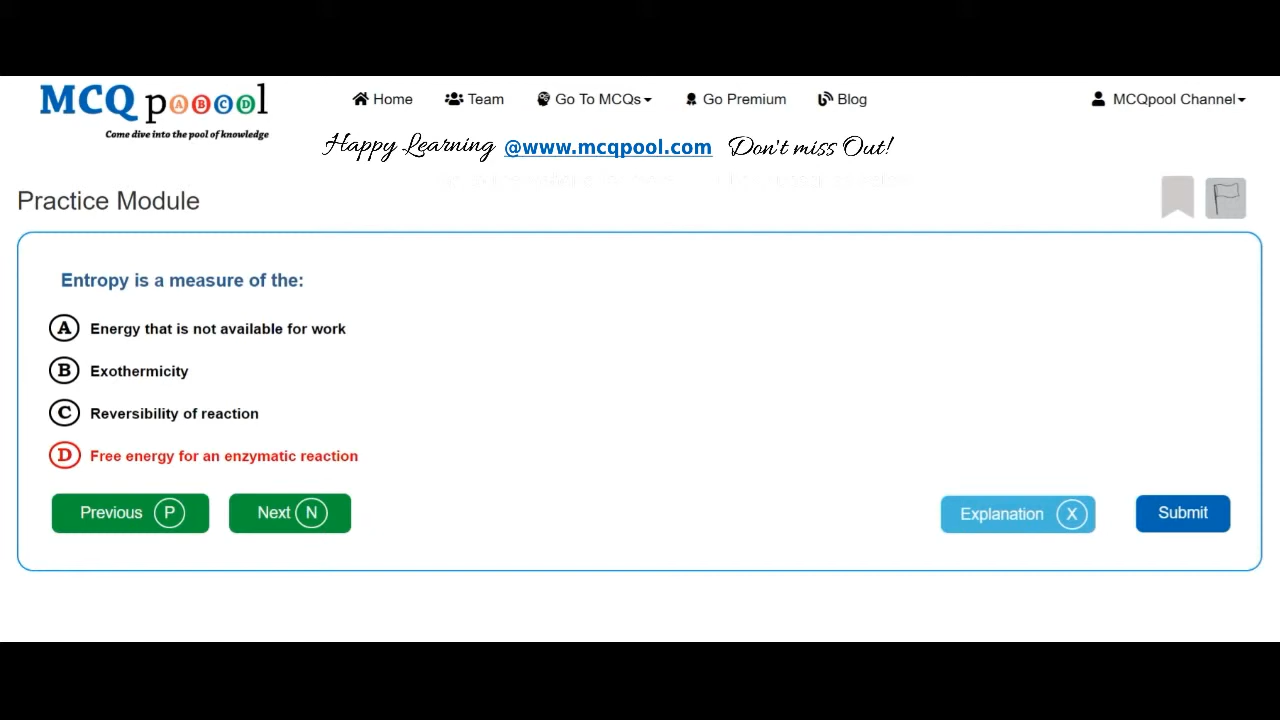 MCQ pooool
Come dive into the pool of knowledge
Home
Team
Go To MCQs
Go Premium
Blog
MCQpool Channel
Happy Learning @www.mcqpool.com Don't miss Out!
Practice Module
Entropy is a measure of the:
A Energy that is not available for work
B Exothermicity
C Reversibility of reaction
D Free energy for an enzymatic reaction
Previous P
Next N
Explanation X
Submit